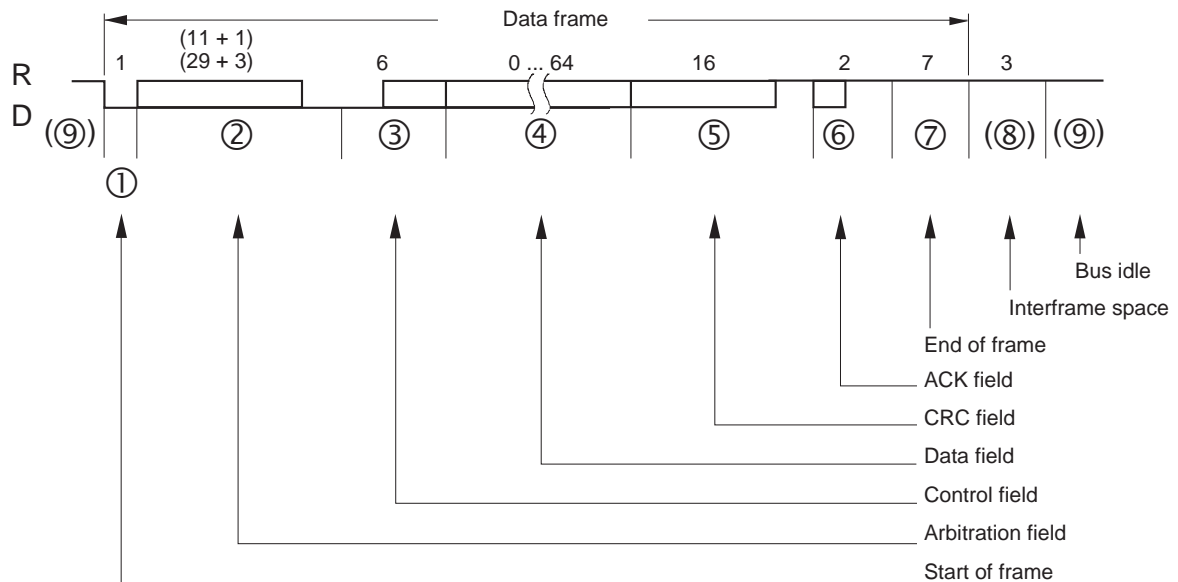 Data frame
(11 + 1)
(29 + 3)
R 1 6 0 ... 64 16 2 7 3
D
(⑨) ② ③ ④ ⑤ ⑥ ⑦ (⑧) (⑨)
①
Bus idle
Interframe space
End of frame
ACK field
CRC field
Data field
Control field
Arbitration field
Start of frame